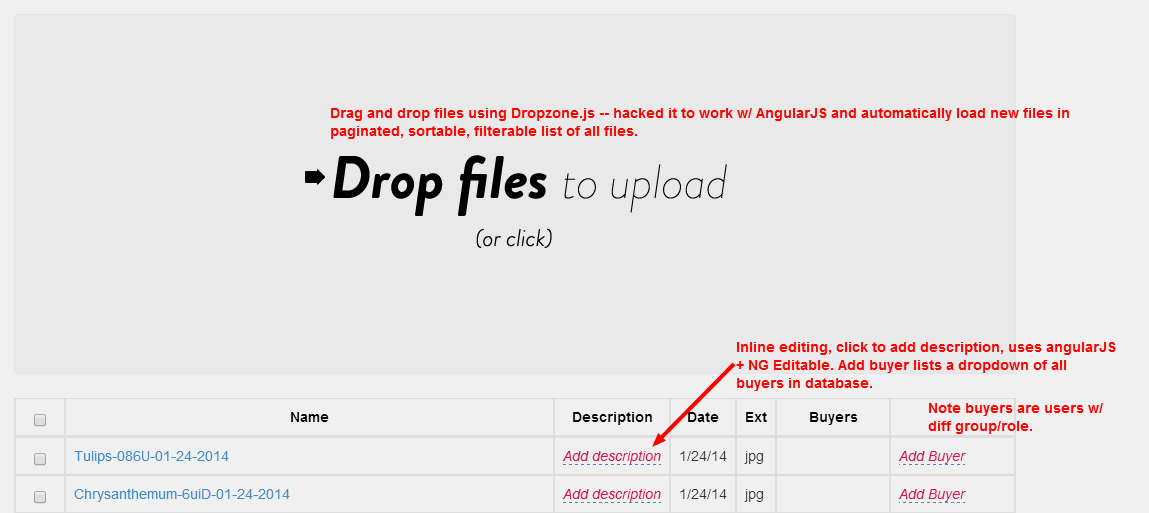 Drag and drop files using Dropzone.js -- hacked it to work w/ AngularJS and automatically load new files in
paginated, sortable, filterable list of all files.
Drop files to upload
(or click)
Inline editing, click to add description, uses angularJS
+ NG Editable. Add buyer lists a dropdown of all
buyers in database.
Note buyers are users w/
diff group/role.
Name Description Date Ext Buyers
Tulips-086U-01-24-2014 Add description 1/24/14 jpg Add Buyer
Chrysanthemum-6uiD-01-24-2014 Add description 1/24/14 jpg Add Buyer